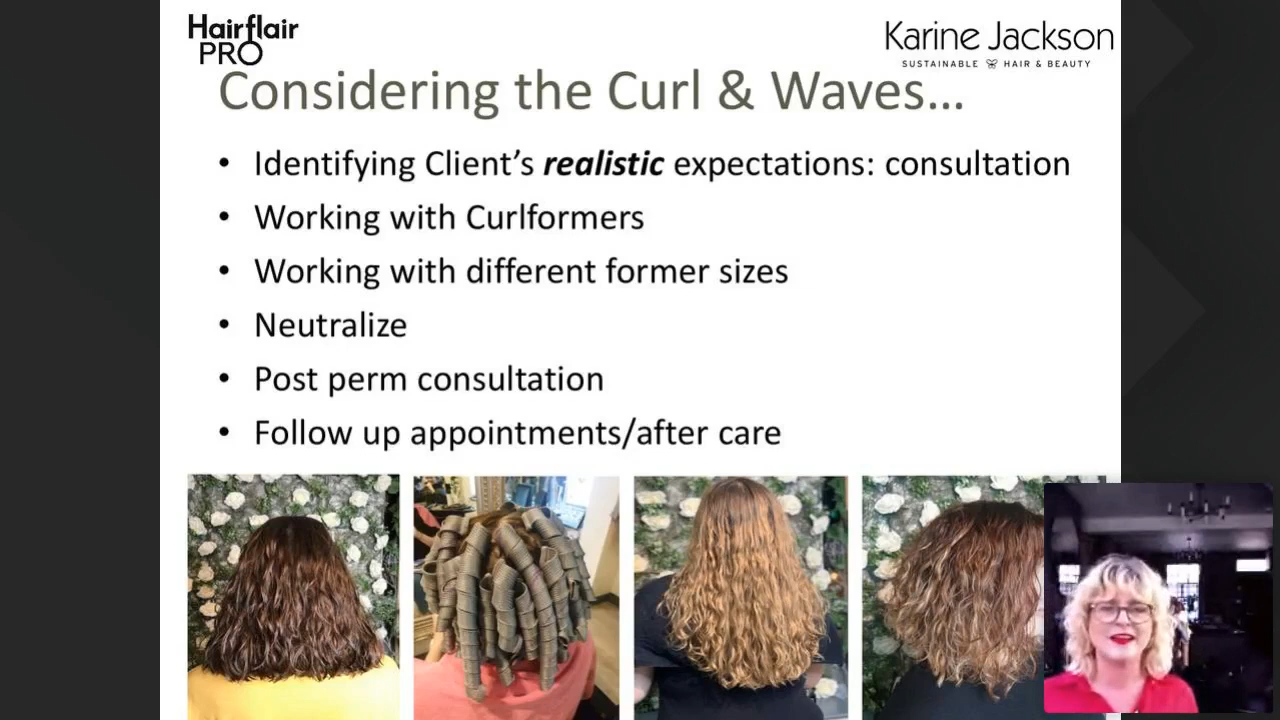 Hairflair
PRO
Karine Jackson
SUSTAINABLE HAIR & BEAUTY
Considering the Curl & Waves...
• Identifying Client's realistic expectations: consultation
• Working with Curlformers
• Working with different former sizes
• Neutralize
• Post perm consultation
• Follow up appointments/after care